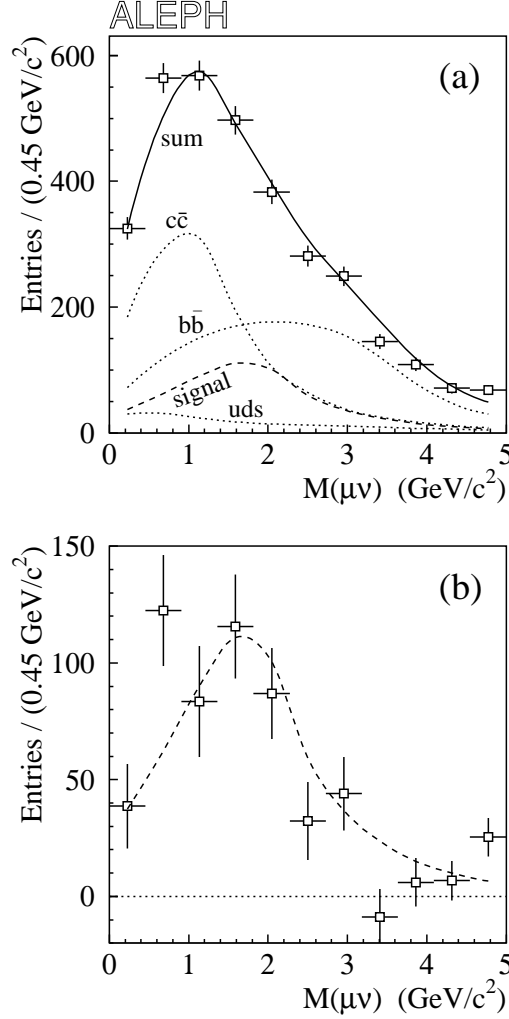 ALEPH
(a)
Entries / (0.45 GeV/c²)
600
400
200
0
sum
cc̄
bb̄
signal
uds
0 1 2 3 4 5
M(μν) (GeV/c²)
(b)
Entries / (0.45 GeV/c²)
150
100
50
0
0 1 2 3 4 5
M(μν) (GeV/c²)